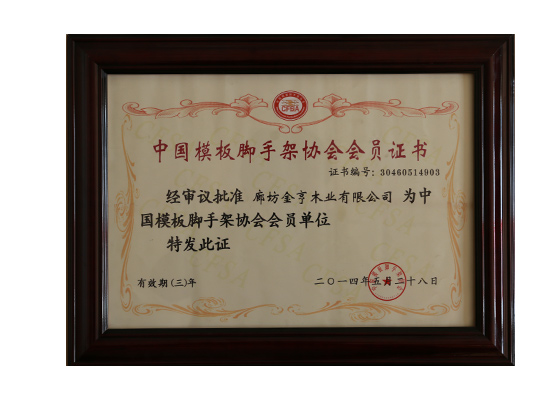 CFSA
中国模板脚手架协会会员证书
证书编号：30460514903
经审议批准 廊坊金亨木业有限公司 为中
国模板脚手架协会会员单位
特发此证
有效期(三)年 二〇一四年五月二十八日